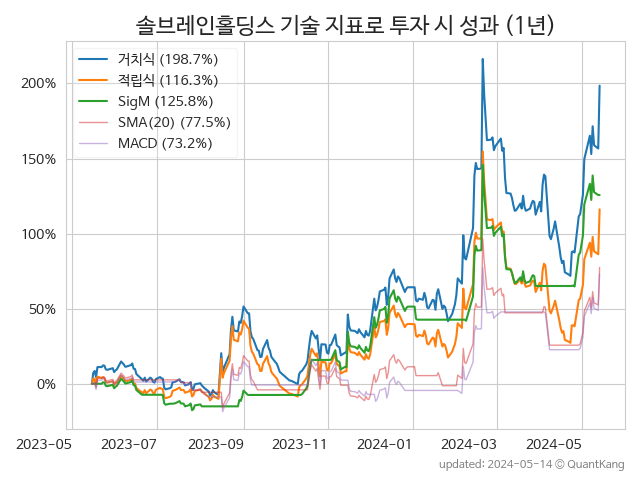 솔브레인홀딩스 기술 지표로 투자 시 성과 (1년)
거치식 (198.7%)
적립식 (116.3%)
SigM (125.8%)
SMA(20) (77.5%)
MACD (73.2%)
200%
150%
100%
50%
0%
2023-05 2023-07 2023-09 2023-11 2024-01 2024-03 2024-05
updated: 2024-05-14 ⓒ QuantKang